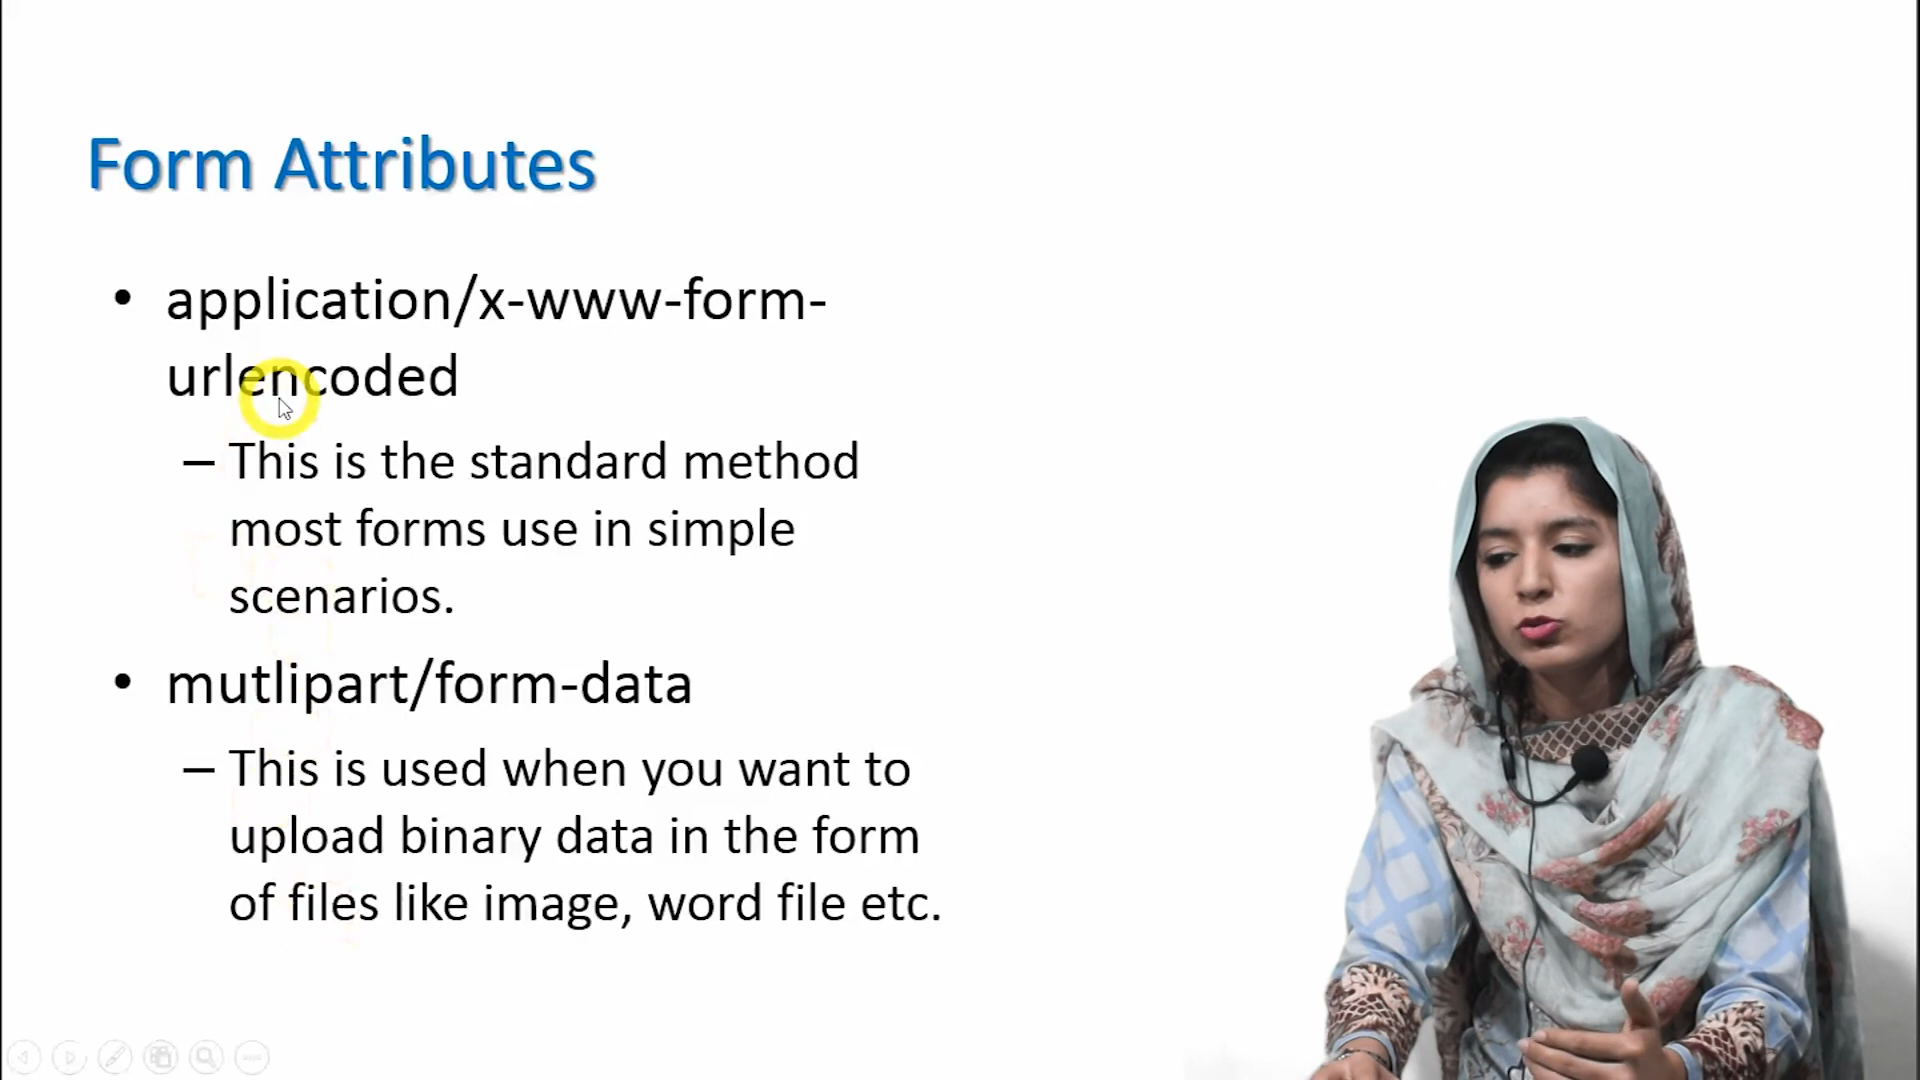 Form Attributes
• application/x-www-form-
urlencoded
– This is the standard method
most forms use in simple
scenarios.
• mutlipart/form-data
– This is used when you want to
upload binary data in the form
of files like image, word file etc.